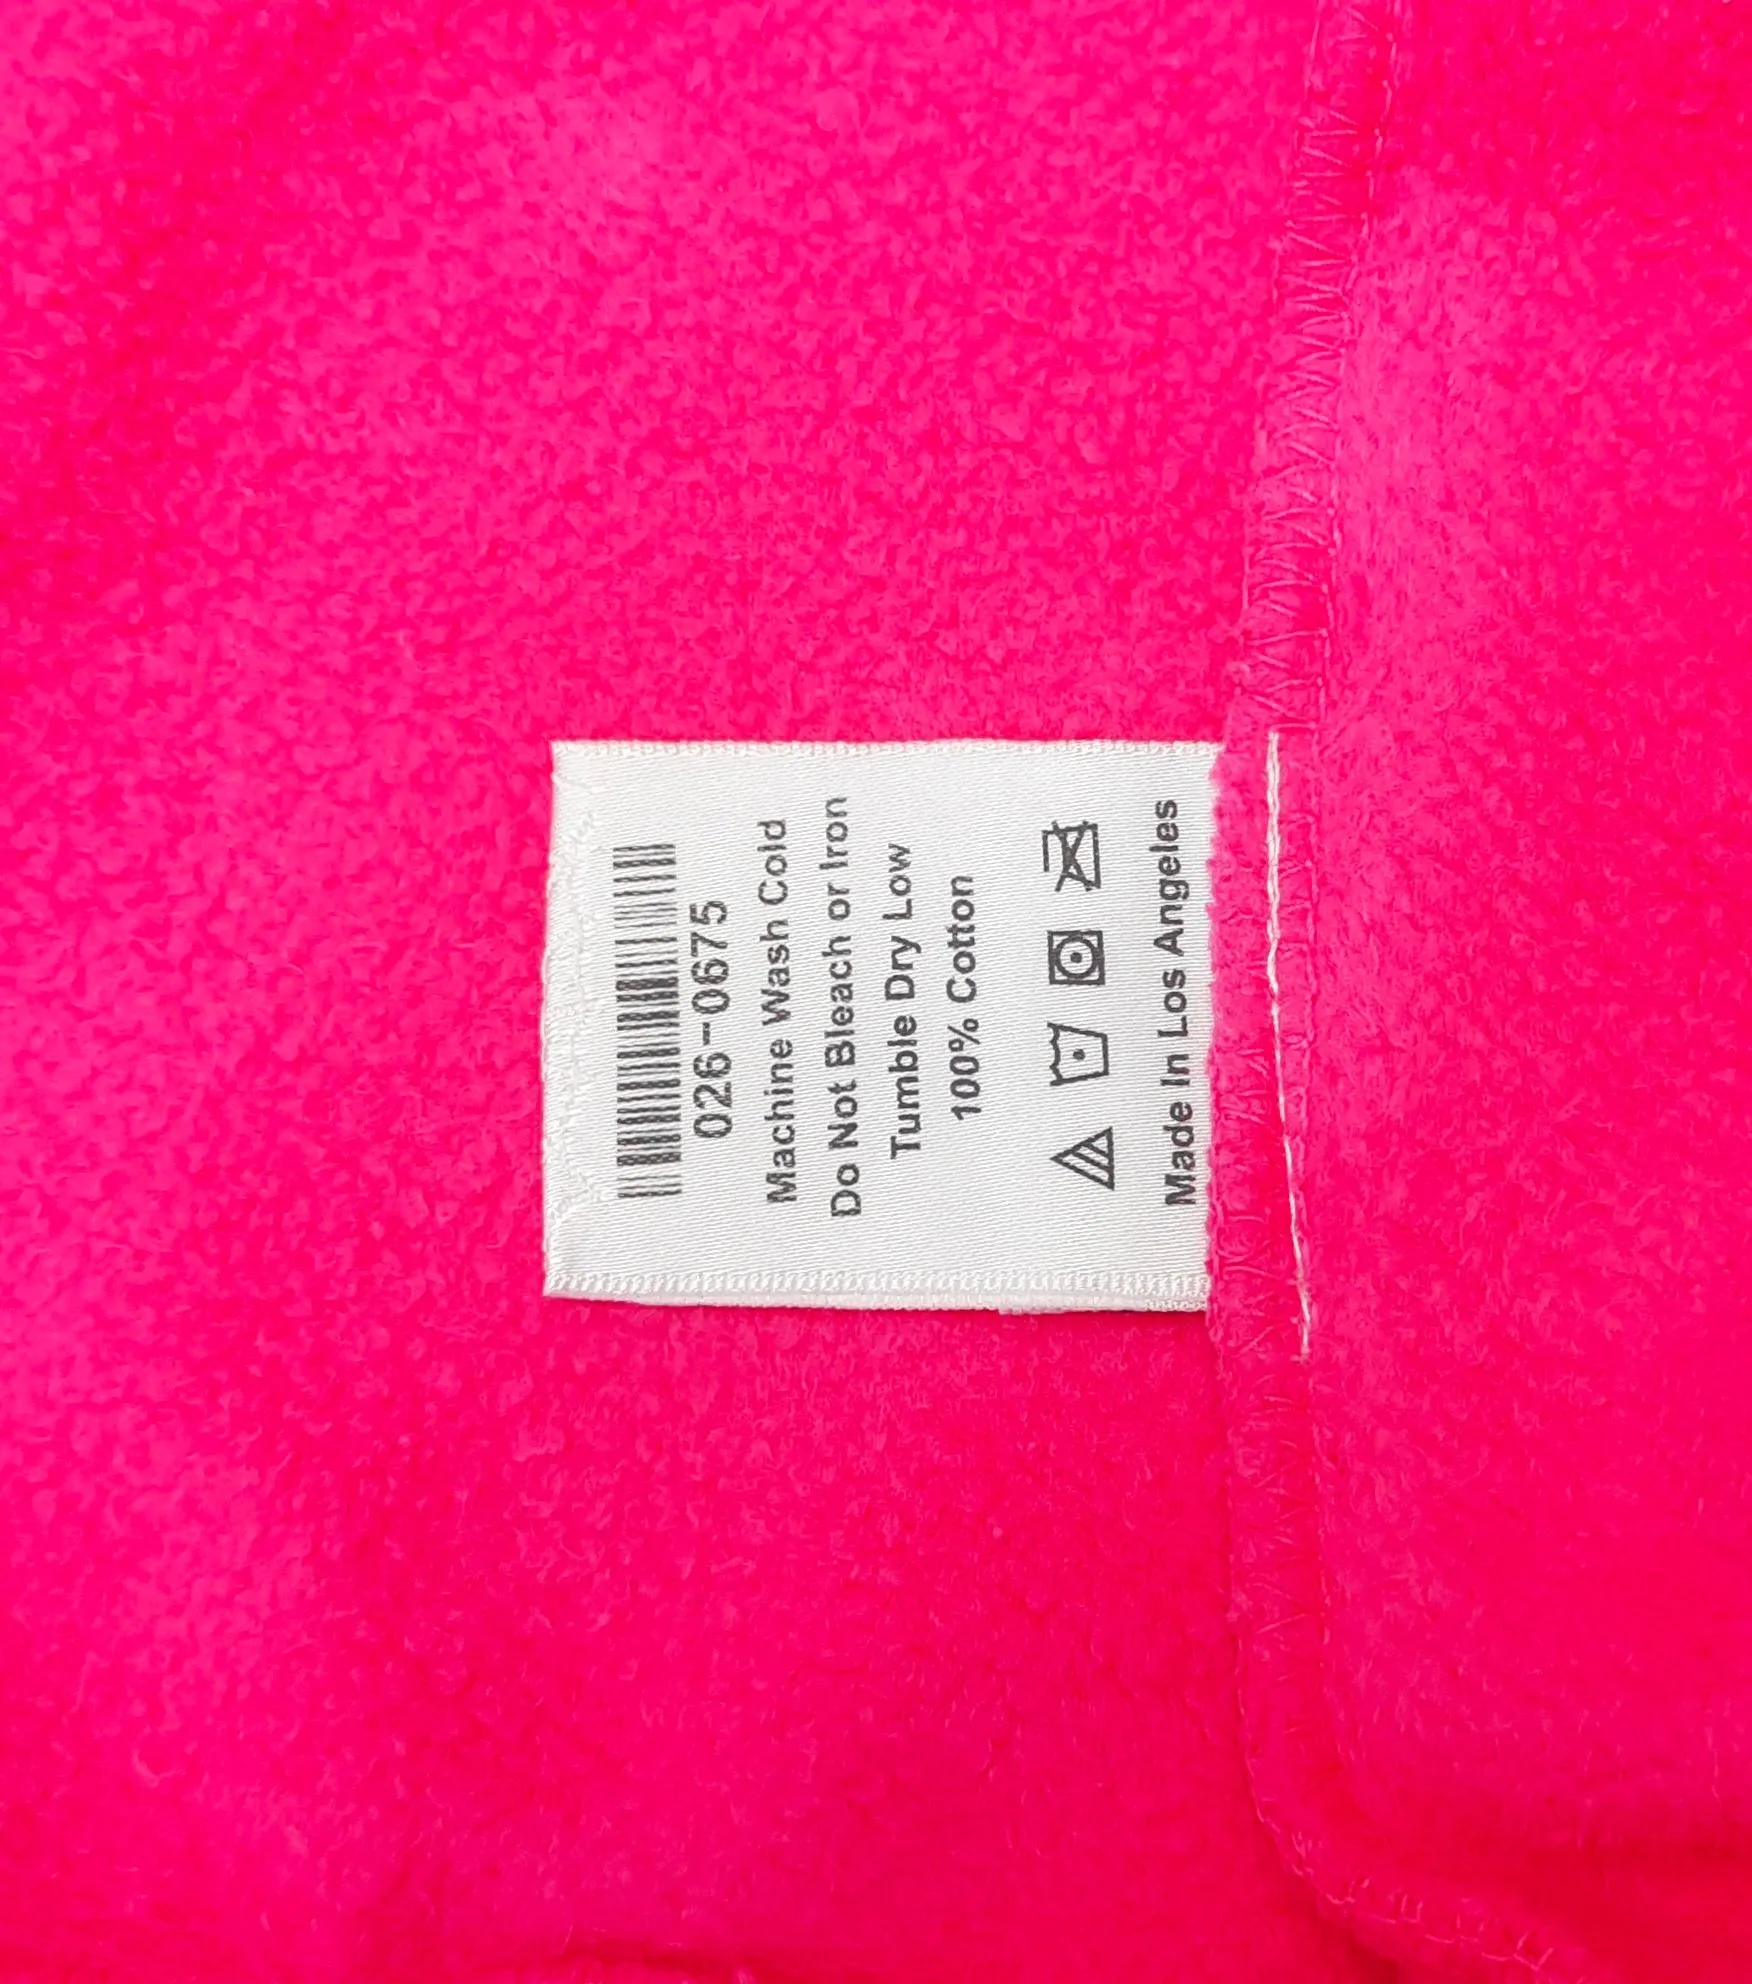 026-0675
Machine Wash Cold
Do Not Bleach or Iron
Tumble Dry Low
100% Cotton
Made In Los Angeles